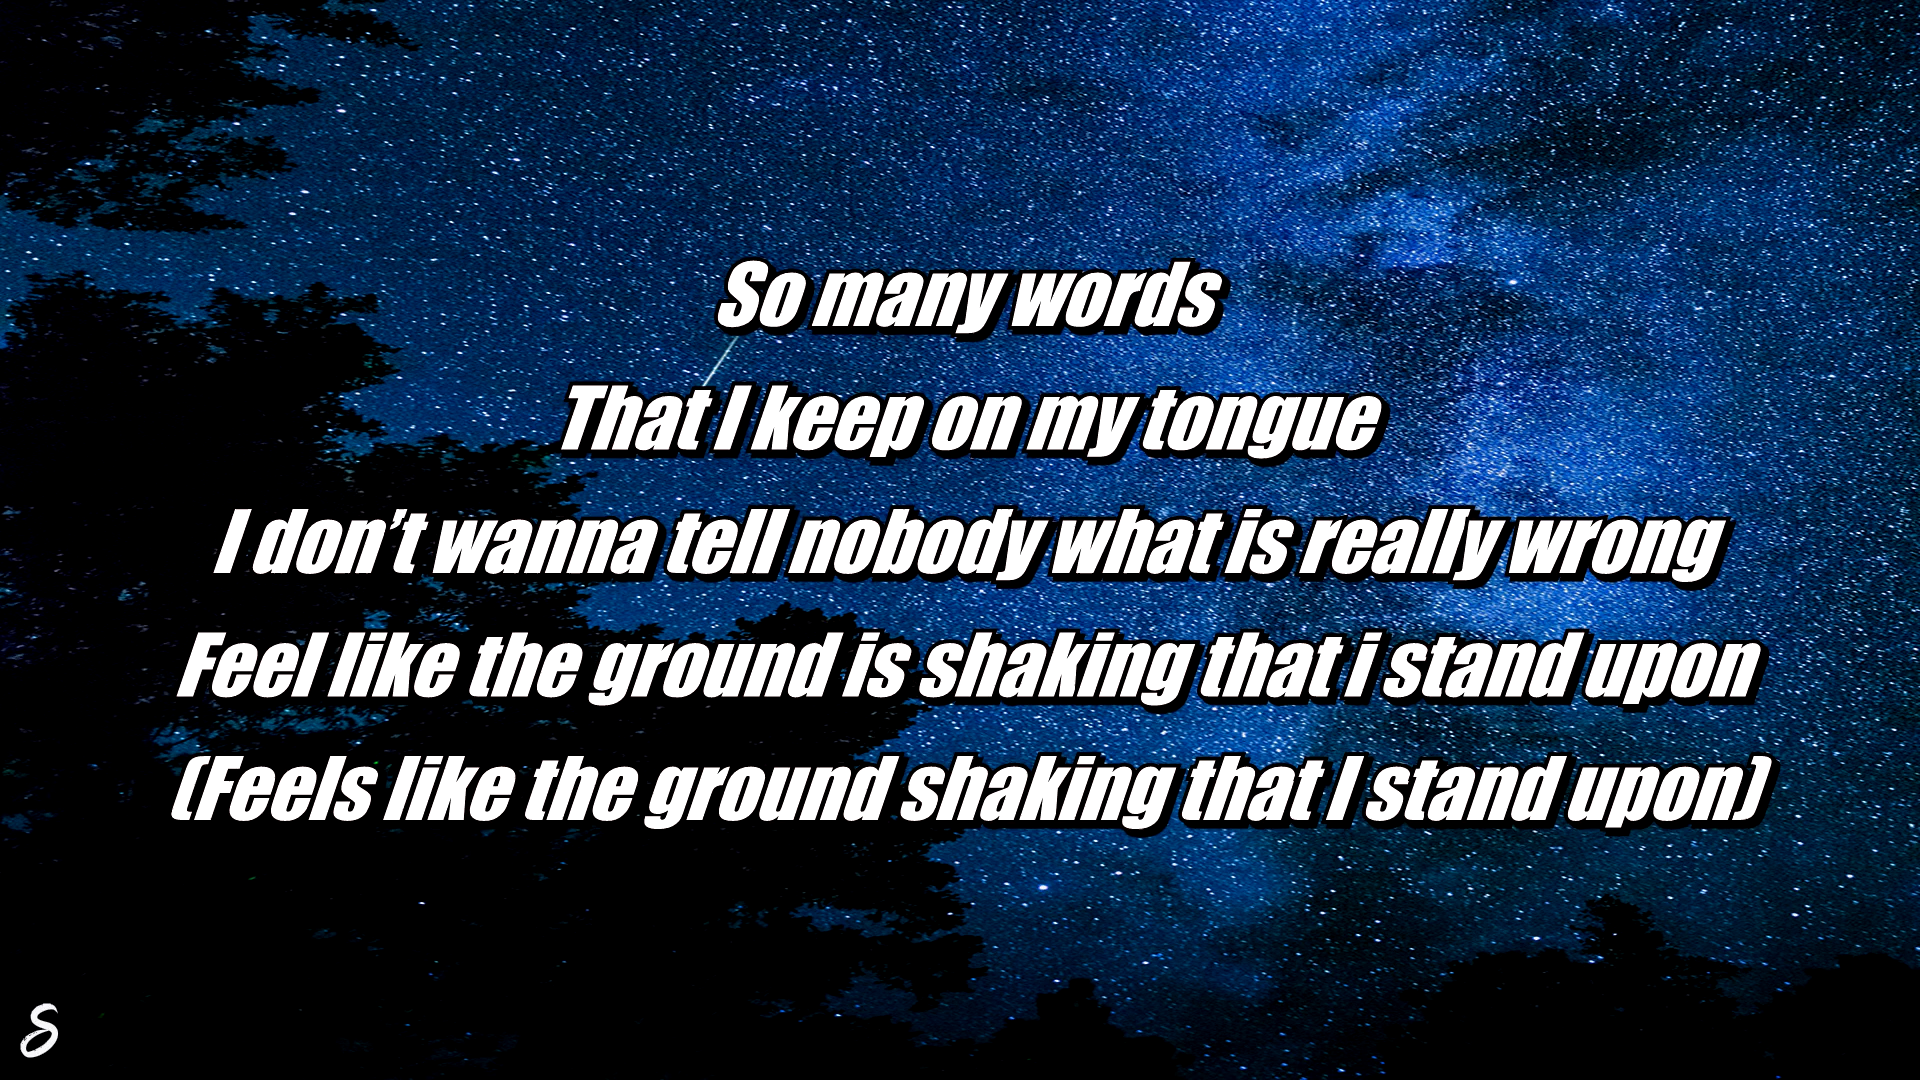 So many words
That I keep on my tongue
I don’t wanna tell nobody what is really wrong
Feel like the ground is shaking that i stand upon
(Feels like the ground shaking that I stand upon)
S